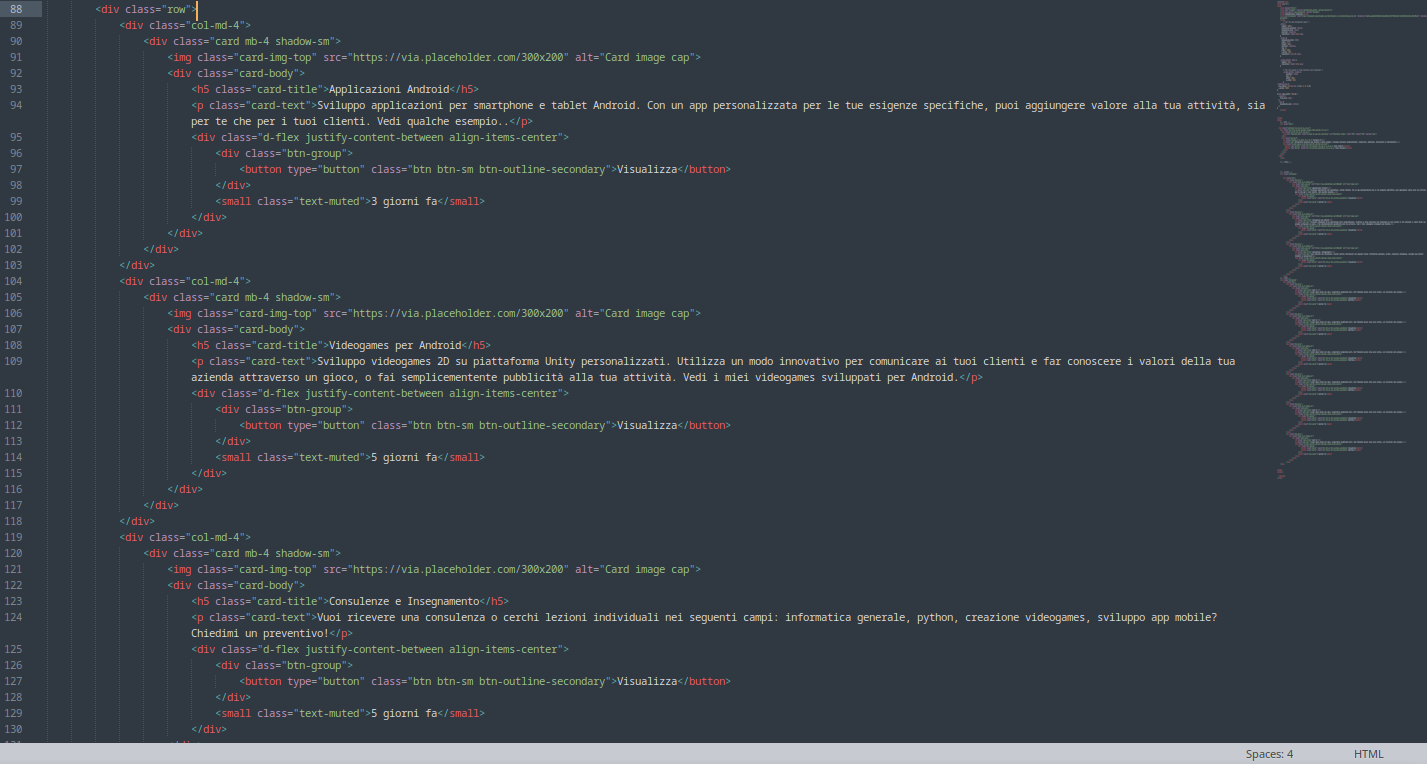 88 <div class="row">
89 <div class="col-md-4">
90 <div class="card mb-4 shadow-sm">
91 <img class="card-img-top" src="https://via.placeholder.com/300x200" alt="Card image cap">
92 <div class="card-body">
93 <h5 class="card-title">Applicazioni Android</h5>
94 <p class="card-text">Sviluppo applicazioni per smartphone e tablet Android. Con un app personalizzata per le tue esigenze specifiche, puoi aggiungere valore alla tua attività, sia
per te che per i tuoi clienti. Vedi qualche esempio..</p>
95 <div class="d-flex justify-content-between align-items-center">
96 <div class="btn-group">
97 <button type="button" class="btn btn-sm btn-outline-secondary">Visualizza</button>
98 </div>
99 <small class="text-muted">3 giorni fa</small>
100 </div>
101 </div>
102 </div>
103 </div>
104 <div class="col-md-4">
105 <div class="card mb-4 shadow-sm">
106 <img class="card-img-top" src="https://via.placeholder.com/300x200" alt="Card image cap">
107 <div class="card-body">
108 <h5 class="card-title">Videogames per Android</h5>
109 <p class="card-text">Sviluppo videogames 2D su piattaforma Unity personalizzati. Utilizza un modo innovativo per comunicare ai tuoi clienti e far conoscere i valori della tua
azienda attraverso un gioco, o fai semplicemente pubblicità alla tua attività. Vedi i miei videogames sviluppati per Android.</p>
110 <div class="d-flex justify-content-between align-items-center">
111 <div class="btn-group">
112 <button type="button" class="btn btn-sm btn-outline-secondary">Visualizza</button>
113 </div>
114 <small class="text-muted">5 giorni fa</small>
115 </div>
116 </div>
117 </div>
118 </div>
119 <div class="col-md-4">
120 <div class="card mb-4 shadow-sm">
121 <img class="card-img-top" src="https://via.placeholder.com/300x200" alt="Card image cap">
122 <div class="card-body">
123 <h5 class="card-title">Consulenze e Insegnamento</h5>
124 <p class="card-text">Vuoi ricevere una consulenza o cerchi lezioni individuali nei seguenti campi: informatica generale, python, creazione videogames, sviluppo app mobile?
Chiedimi un preventivo!</p>
125 <div class="d-flex justify-content-between align-items-center">
126 <div class="btn-group">
127 <button type="button" class="btn btn-sm btn-outline-secondary">Visualizza</button>
128 </div>
129 <small class="text-muted">5 giorni fa</small>
130 </div>
Spaces: 4 HTML